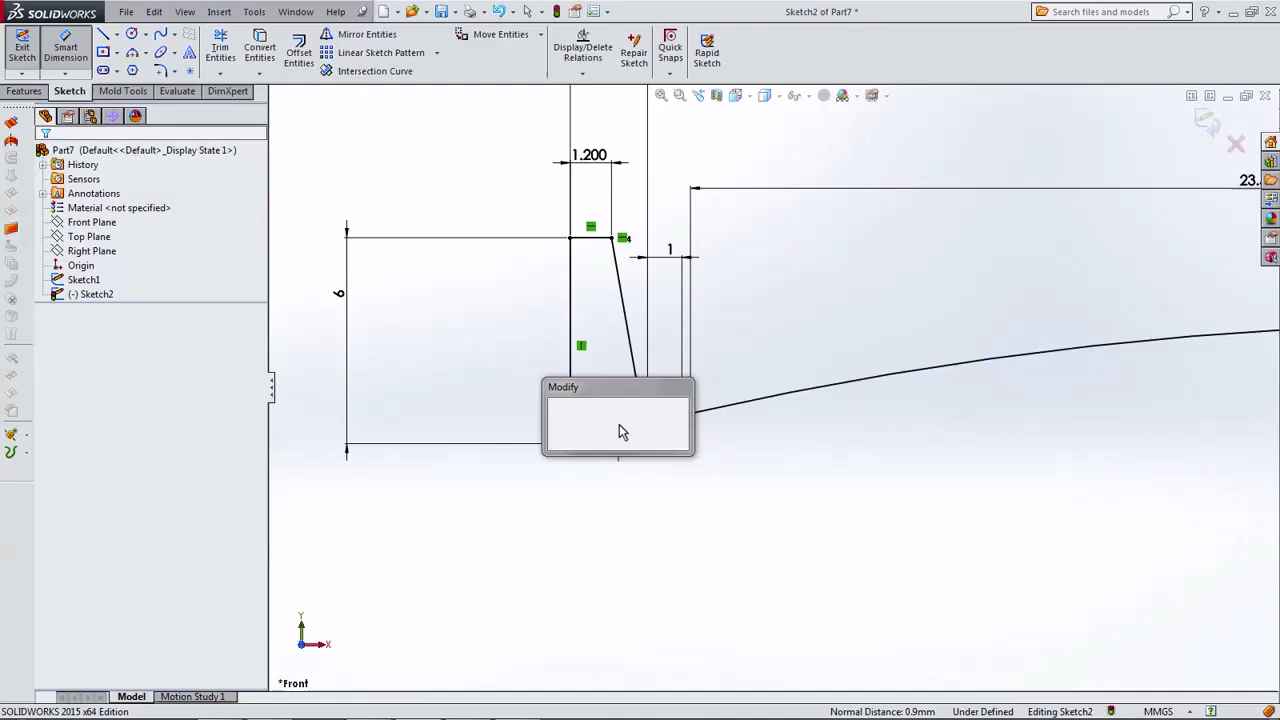 SOLIDWORKS
File Edit View Insert Tools Window Help
Sketch2 of Part7 *
Search files and models
Exit Sketch
Smart Dimension
Trim Entities
Convert Entities
Offset Entities
Mirror Entities
Linear Sketch Pattern
Intersection Curve
Move Entities
Display/Delete Relations
Repair Sketch
Quick Snaps
Rapid Sketch
Features Sketch Mold Tools Evaluate DimXpert
Part7 (Default<<Default>_Display State 1>)
History
Sensors
Annotations
Material <not specified>
Front Plane
Top Plane
Right Plane
Origin
Sketch1
(-) Sketch2
1.200
23.
4
1
6
Modify
Y
X
*Front
Model Motion Study 1
SOLIDWORKS 2015 x64 Edition
Normal Distance: 0.9mm Under Defined Editing Sketch2 MMGS